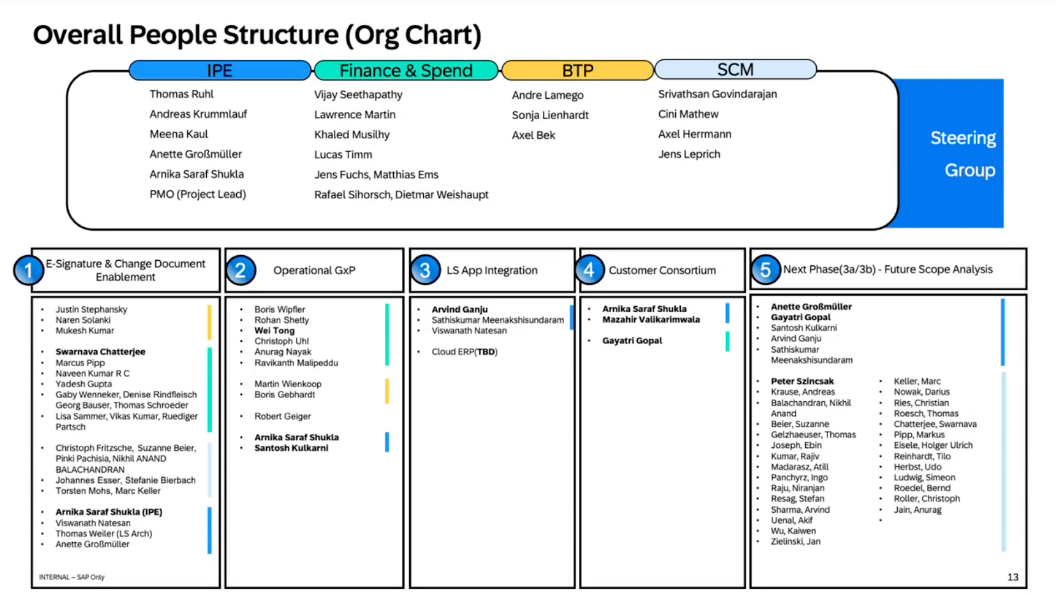 Overall People Structure (Org Chart)
IPE
Thomas Ruhl
Andreas Krummlauf
Meena Kaul
Anette Großmüller
Arnika Saraf Shukla
PMO (Project Lead)
Finance & Spend
Vijay Seethapathy
Lawrence Martin
Khaled Musilhy
Lucas Timm
Jens Fuchs, Matthias Ems
Rafael Sihorsch, Dietmar Weishaupt
BTP
Andre Lamego
Sonja Lienhardt
Axel Bek
SCM
Srivathsan Govindarajan
Cini Mathew
Axel Herrmann
Jens Leprich
Steering
Group
1
E-Signature & Change Document
Enablement
• Justin Stephansky
• Naren Solanki
• Mukesh Kumar
• Swarnava Chatterjee
• Marcus Pipp
• Naveen Kumar R C
• Yadesh Gupta
• Gaby Wenneker, Denise Rindfleisch
Georg Bauser, Thomas Schroeder
• Lisa Sammer, Vikas Kumar, Ruediger
Partsch
• Christoph Fritzsche, Suzanne Beier,
Pinki Pachisia, Nikhil ANAND
BALACHANDRAN
• Johannes Esser, Stefanie Bierbach
• Torsten Mohs, Marc Keller
• Arnika Saraf Shukla (IPE)
• Viswanath Natesan
• Thomas Weiler (LS Arch)
• Anette Großmüller
2
Operational GxP
• Boris Wipfler
• Rohan Shetty
• Wei Tong
• Christoph Uhl
• Anurag Nayak
• Ravikanth Malipeddu
• Martin Wienkoop
• Boris Gebhardt
• Robert Geiger
• Arnika Saraf Shukla
• Santosh Kulkarni
3
LS App Integration
• Arvind Ganju
• Sathiskumar Meenakshisundaram
• Viswanath Natesan
• Cloud ERP(TBD)
4
Customer Consortium
• Arnika Saraf Shukla
• Mazahir Valikarimwala
• Gayatri Gopal
5
Next Phase(3a/3b) - Future Scope Analysis
• Anette Großmüller
• Gayatri Gopal
• Santosh Kulkarni
• Arvind Ganju
• Sathiskumar
Meenakshisundaram
• Peter Szincsak
• Krause, Andreas
• Balachandran, Nikhil
Anand
• Beier, Suzanne
• Gelzhaeuser, Thomas
• Joseph, Ebin
• Kumar, Rajiv
• Madarasz, Atill
• Panchyrz, Ingo
• Raju, Niranjan
• Resag, Stefan
• Sharma, Arvind
• Uenal, Akif
• Wu, Kaiwen
• Zielinski, Jan
• Keller, Marc
• Nowak, Darius
• Ries, Christian
• Roesch, Thomas
• Chatterjee, Swarnava
• Pipp, Markus
• Eisele, Holger Ulrich
• Reinhardt, Tilo
• Herbst, Udo
• Ludwig, Simeon
• Roedel, Bernd
• Roller, Christoph
• Jain, Anurag
•
INTERNAL – SAP Only
13